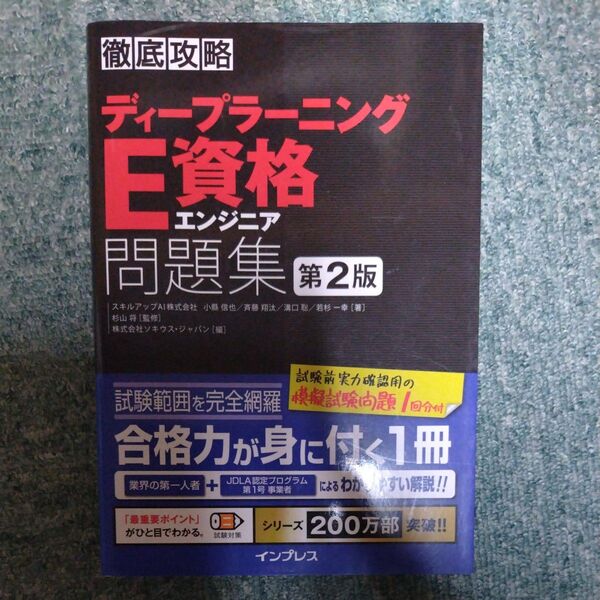 徹底攻略
ディープラーニング
E資格
エンジニア
問題集 第2版
スキルアップAI株式会社 小縣 信也／斉藤 翔汰／溝口 聡／若杉 一幸 [著]
杉山 将 [監修]
株式会社ソキウス・ジャパン [編]
試験前実力確認用の
模擬試験問題1回分付
試験範囲を完全網羅
合格力が身に付く1冊
業界の第一人者 + JDLA認定プログラム 第1号 事業者 による わかりやすい解説!!
「最重要ポイント」
がひと目でわかる。
試験対策
シリーズ 200万部 突破!!
インプレス